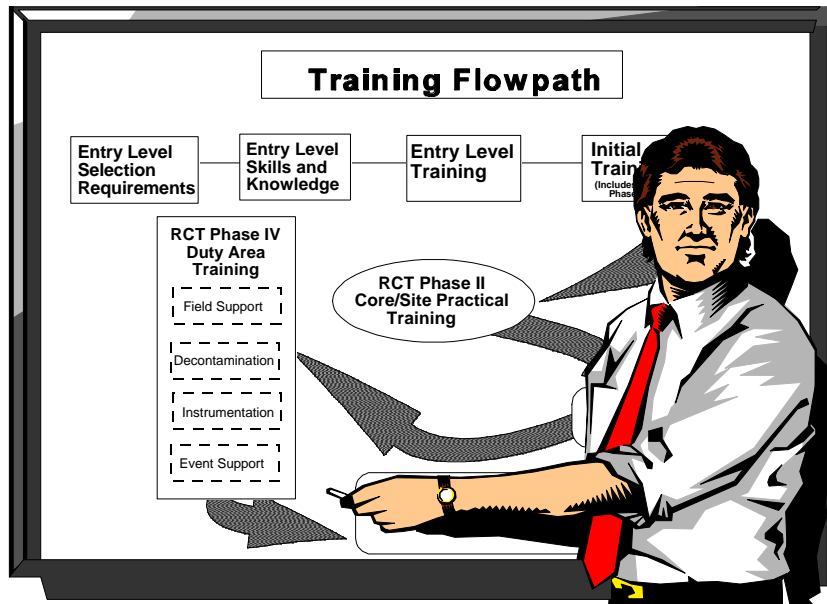 Training Flowpath
Entry Level
Selection
Requirements
Entry Level
Skills and
Knowledge
Entry Level
Training
Initial
(Includes
RCT Phase IV
Duty Area
Training
Field Support
Decontamination
Instrumentation
Event Support
RCT Phase II
Core/Site Practical
Training